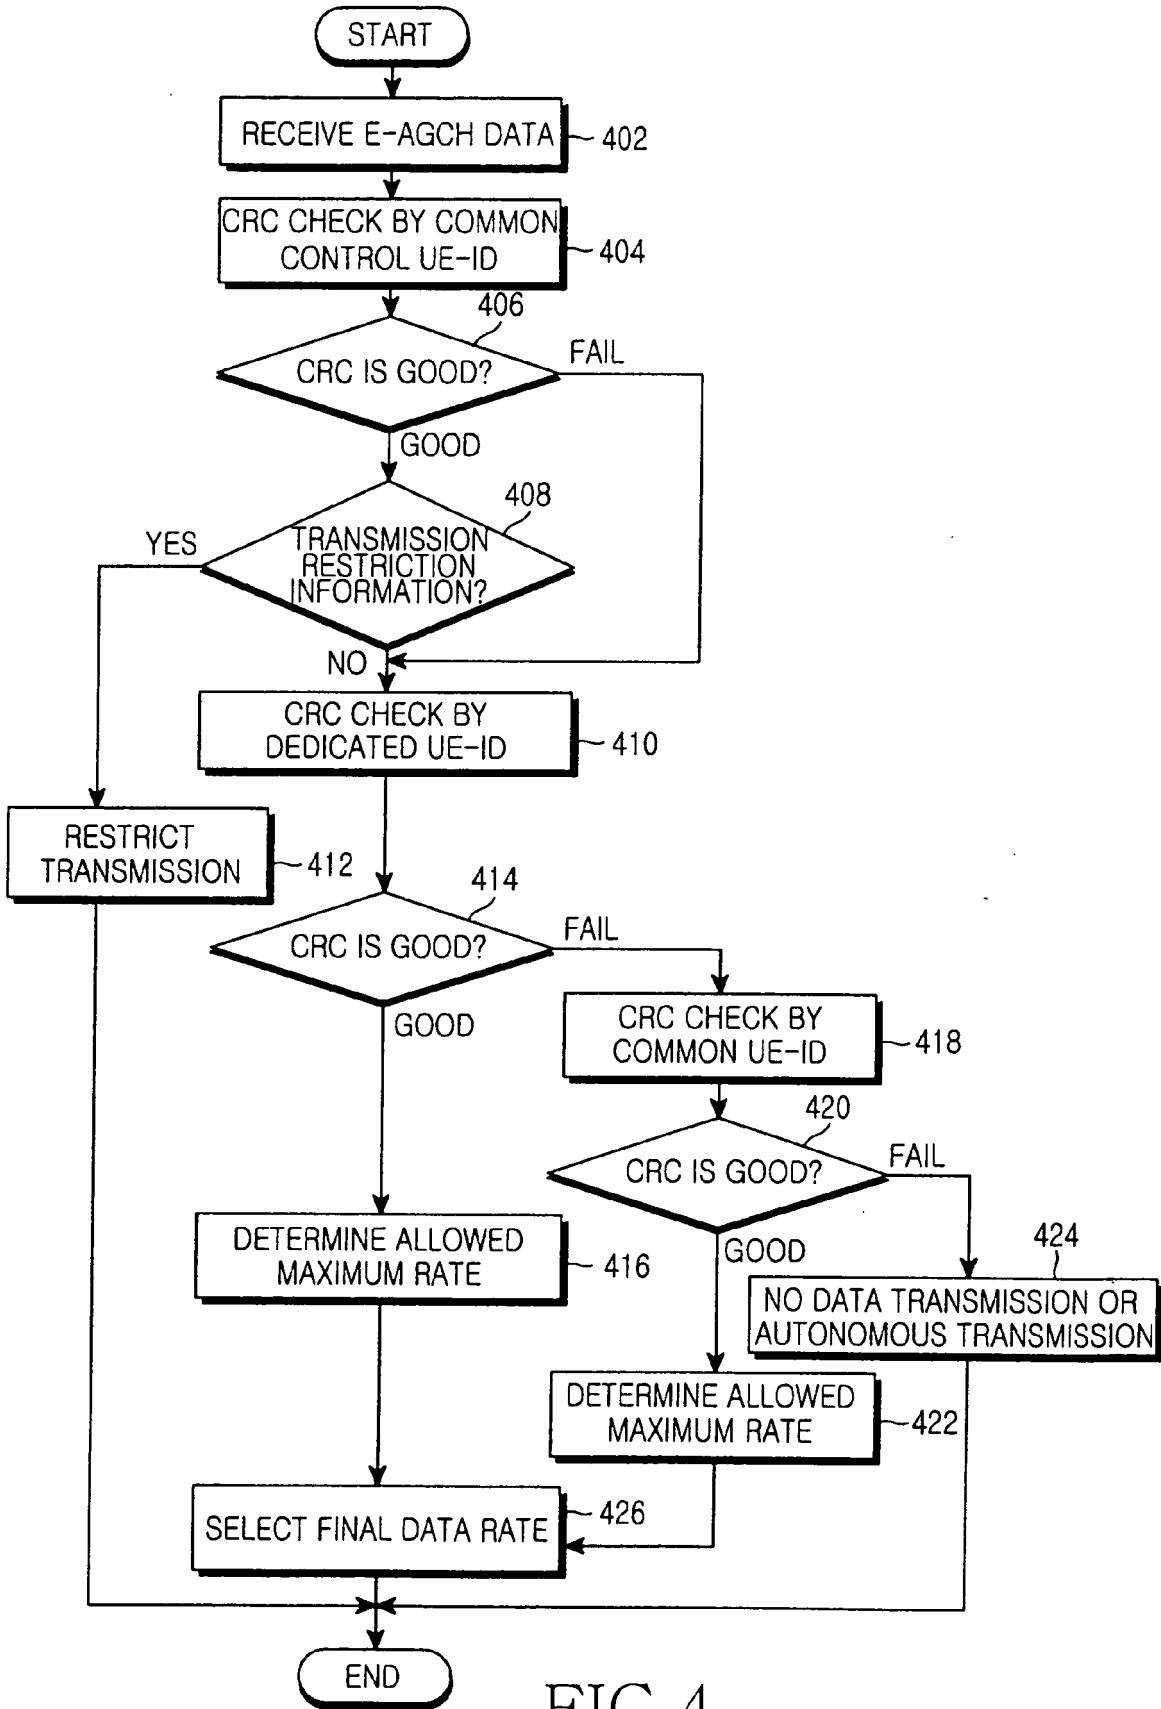 START
RECEIVE E-AGCH DATA
402
CRC CHECK BY COMMON
CONTROL UE-ID
404
406
CRC IS GOOD?
FAIL
GOOD
408
YES
TRANSMISSION
RESTRICTION
INFORMATION?
NO
CRC CHECK BY
DEDICATED UE-ID
410
RESTRICT
TRANSMISSION
412
414
CRC IS GOOD?
FAIL
GOOD
CRC CHECK BY
COMMON UE-ID
418
420
CRC IS GOOD?
FAIL
GOOD
DETERMINE ALLOWED
MAXIMUM RATE
416
424
NO DATA TRANSMISSION OR
AUTONOMOUS TRANSMISSION
DETERMINE ALLOWED
MAXIMUM RATE
422
SELECT FINAL DATA RATE
426
END
FIG.4